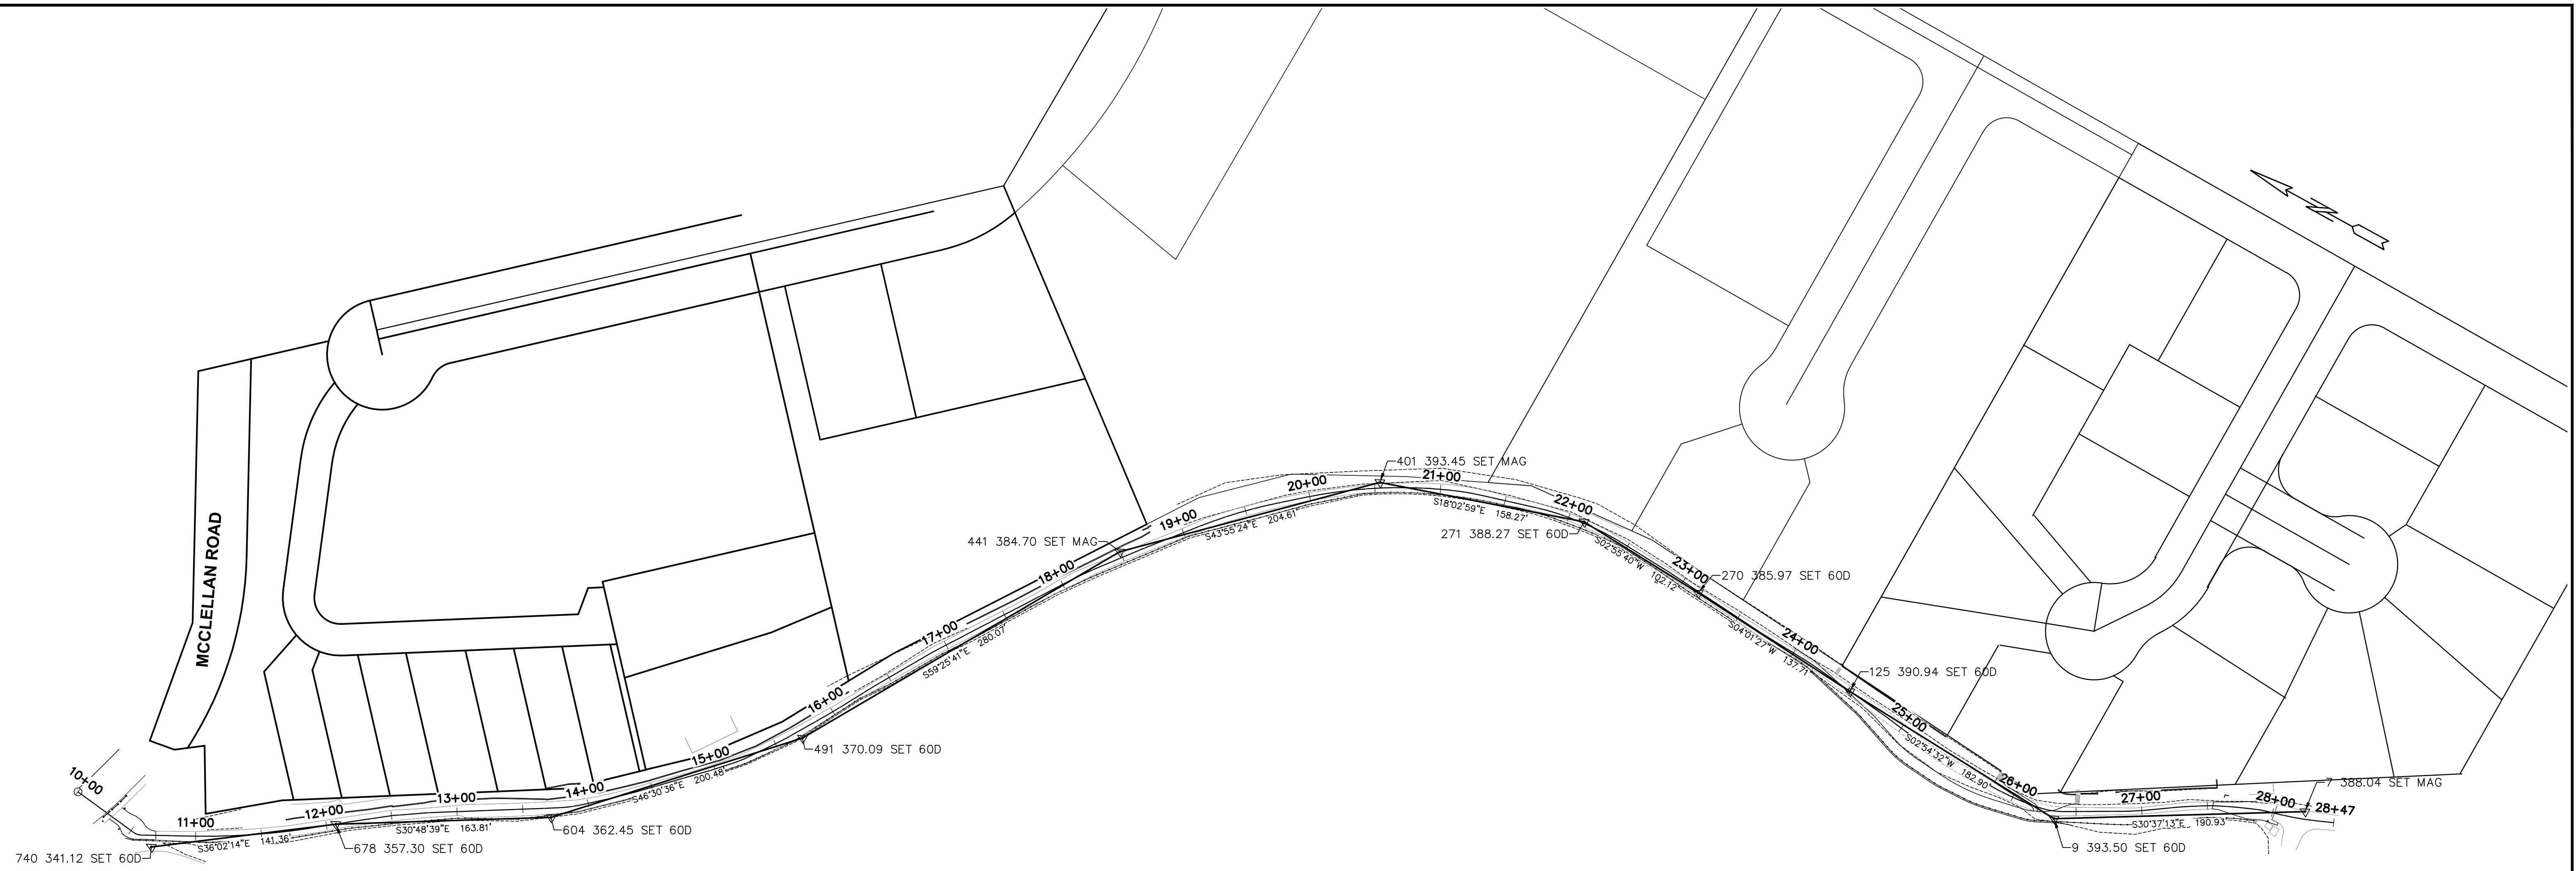 MCCLELLAN ROAD
N
10+00
11+00
12+00
13+00
14+00
15+00
16+00
17+00
18+00
19+00
20+00
21+00
22+00
23+00
24+00
25+00
26+00
27+00
28+00
28+47
740 341.12 SET 60D
S36°02'14"E 141.36'
678 357.30 SET 60D
S30°48'39"E 163.81'
604 362.45 SET 60D
S46°30'36"E 200.48'
491 370.09 SET 60D
S59°25'41"E 280.07'
441 384.70 SET MAG
S43°55'24"E 204.61'
401 393.45 SET MAG
S18°02'59"E 158.27'
271 388.27 SET 60D
S02°55'40"W 102.12'
270 385.97 SET 60D
S04°01'27"W 137.71'
125 390.94 SET 60D
S02°54'32"W 182.90'
9 393.50 SET 60D
S30°37'13"E 190.93'
7 388.04 SET MAG